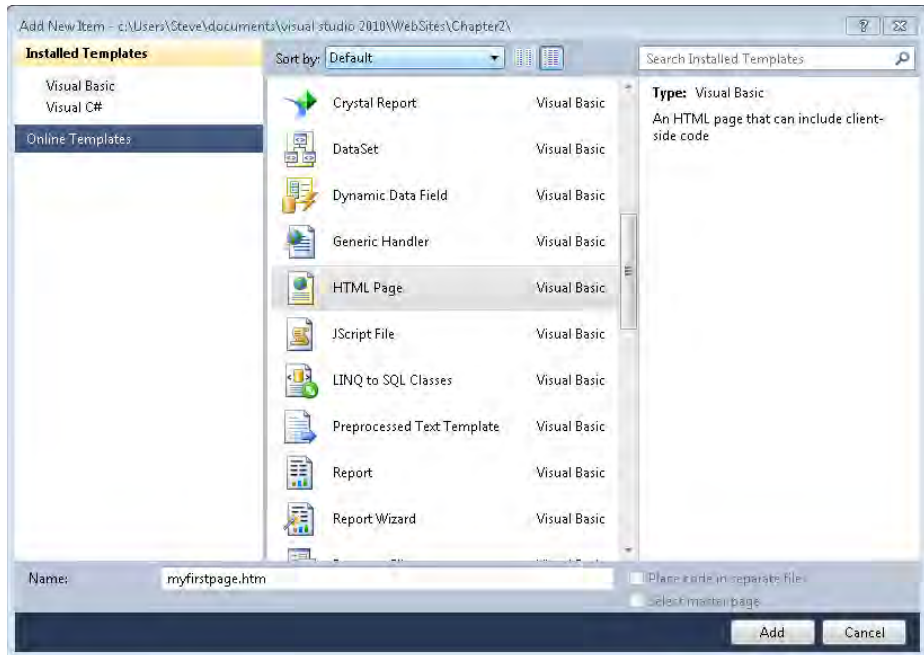 Add New Item - c:\Users\Steve\documents\visual studio 2010\WebSites\Chapter2\
Installed Templates
Visual Basic
Visual C#
Online Templates
Sort by: Default
Search Installed Templates
Crystal Report Visual Basic
DataSet Visual Basic
Dynamic Data Field Visual Basic
Generic Handler Visual Basic
HTML Page Visual Basic
JScript File Visual Basic
LINQ to SQL Classes Visual Basic
Preprocessed Text Template Visual Basic
Report Visual Basic
Report Wizard Visual Basic
Type: Visual Basic
An HTML page that can include client-
side code
Name: myfirstpage.htm
Place code in separate file
Select master page
Add
Cancel